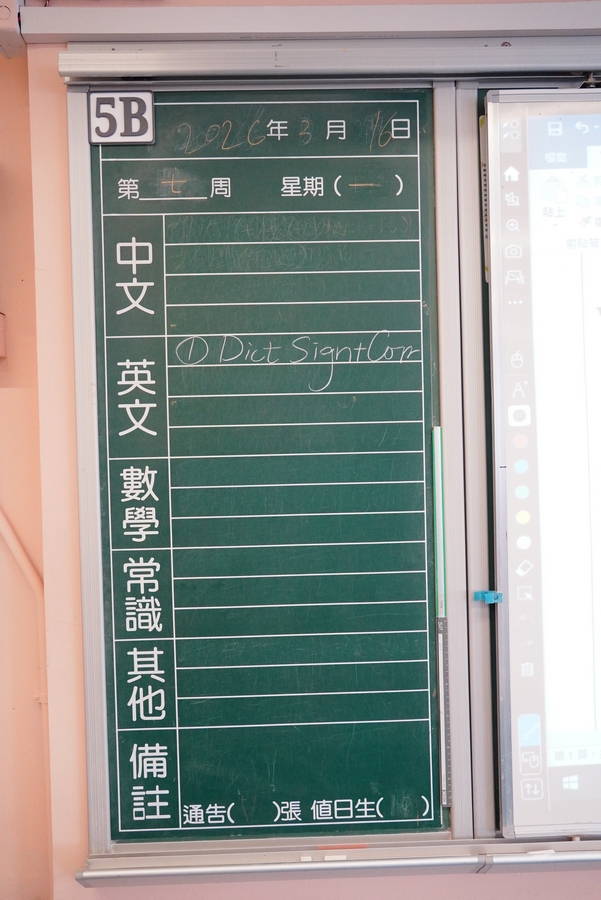 5B
2026年3月16日
第七周 星期(一)
中文
英文
① Dict Sign+Corr
數學
常識
其他
備註
通告( )張 值日生( )